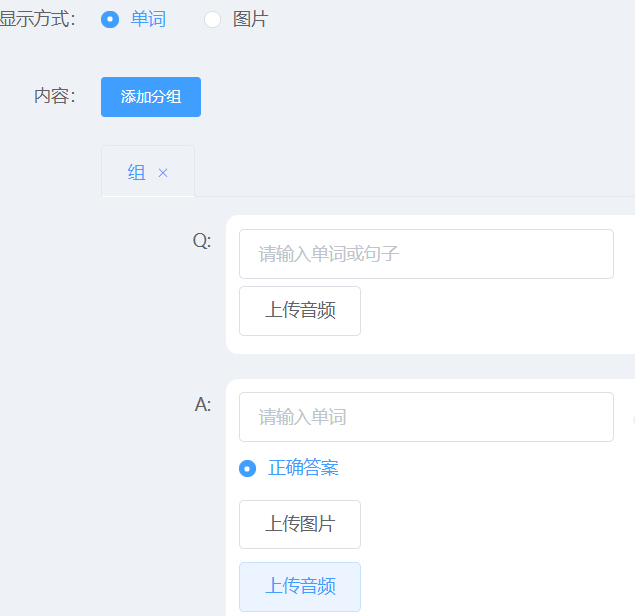 显示方式： 单词 图片
内容： 添加分组
组 ×
Q: 请输入单词或句子
上传音频
A: 请输入单词
正确答案
上传图片
上传音频